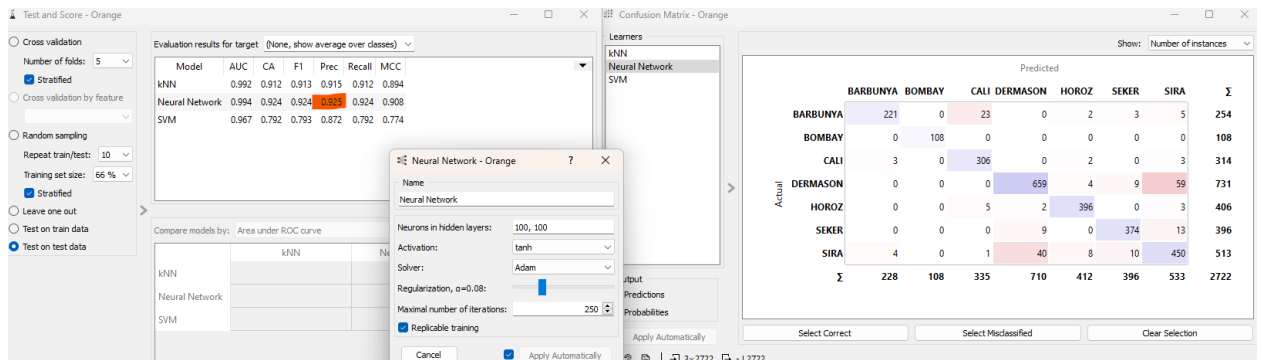 Test and Score - Orange
Cross validation
Number of folds: 5
Stratified
Cross validation by feature
Random sampling
Repeat train/test: 10
Training set size: 66 %
Stratified
Leave one out
Test on train data
Test on test data
Evaluation results for target (None, show average over classes)
Model AUC CA F1 Prec Recall MCC
kNN 0.992 0.912 0.913 0.915 0.912 0.894
Neural Network 0.994 0.924 0.924 0.925 0.924 0.908
SVM 0.967 0.792 0.793 0.872 0.792 0.774
Compare models by: Area under ROC curve
kNN Ne
kNN
Neural Network
SVM
Neural Network - Orange ?
Name
Neural Network
Neurons in hidden layers: 100, 100
Activation: tanh
Solver: Adam
Regularization, α=0.08:
Maximal number of iterations: 250
Replicable training
Cancel Apply Automatically
Confusion Matrix - Orange
Learners
kNN
Neural Network
SVM
utput
Predictions
Probabilities
Apply Automatically
Show: Number of instances
Predicted
BARBUNYA BOMBAY CALI DERMASON HOROZ SEKER SIRA Σ
BARBUNYA 221 0 23 0 2 3 5 254
BOMBAY 0 108 0 0 0 0 0 108
CALI 3 0 306 0 2 0 3 314
Actual
DERMASON 0 0 0 659 4 9 59 731
HOROZ 0 0 5 2 396 0 3 406
SEKER 0 0 0 9 0 374 13 396
SIRA 4 0 1 40 8 10 450 513
Σ 228 108 335 710 412 396 533 2722
Select Correct Select Misclassified Clear Selection